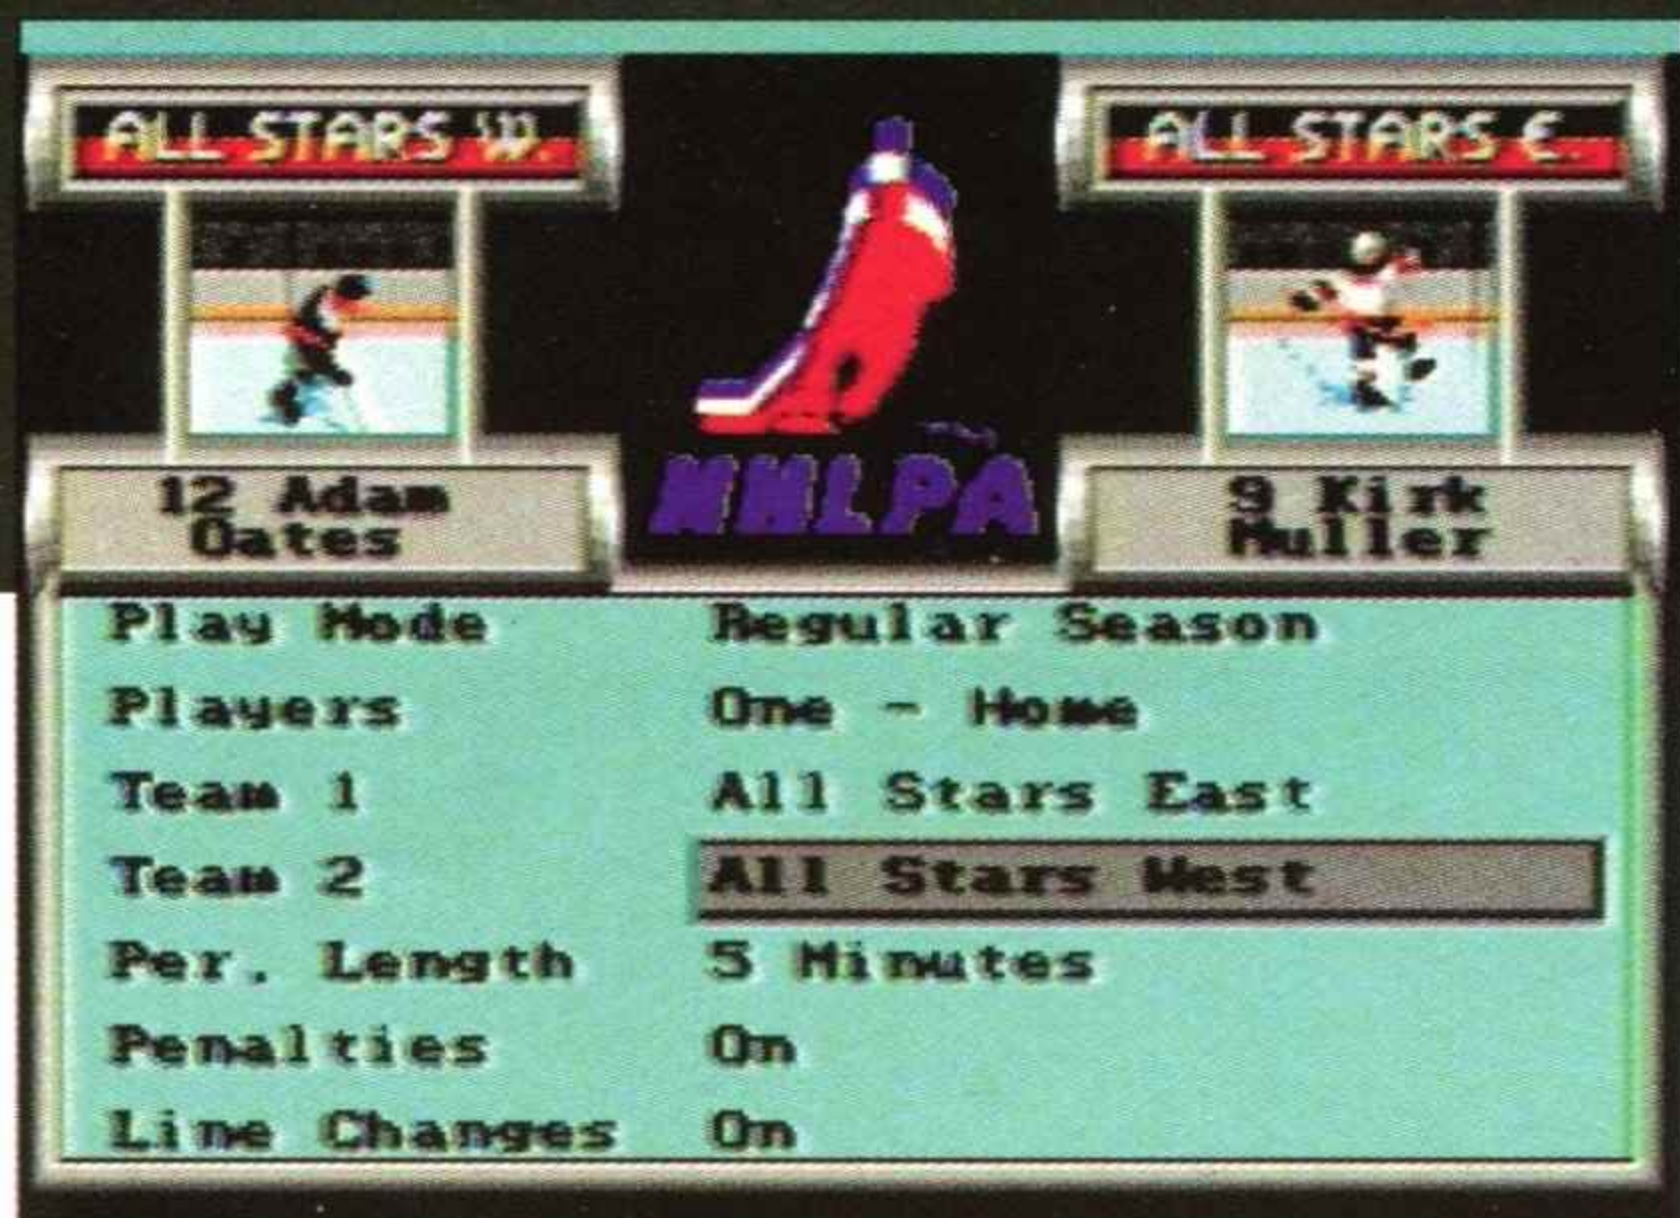 ALL STARS W.
ALL STARS E.
12 Adam
Oates
NHLPA
9 Kirk
Muller
Play Mode Regular Season
Players One - Home
Team 1 All Stars East
Team 2 All Stars West
Per. Length 5 Minutes
Penalties On
Line Changes On